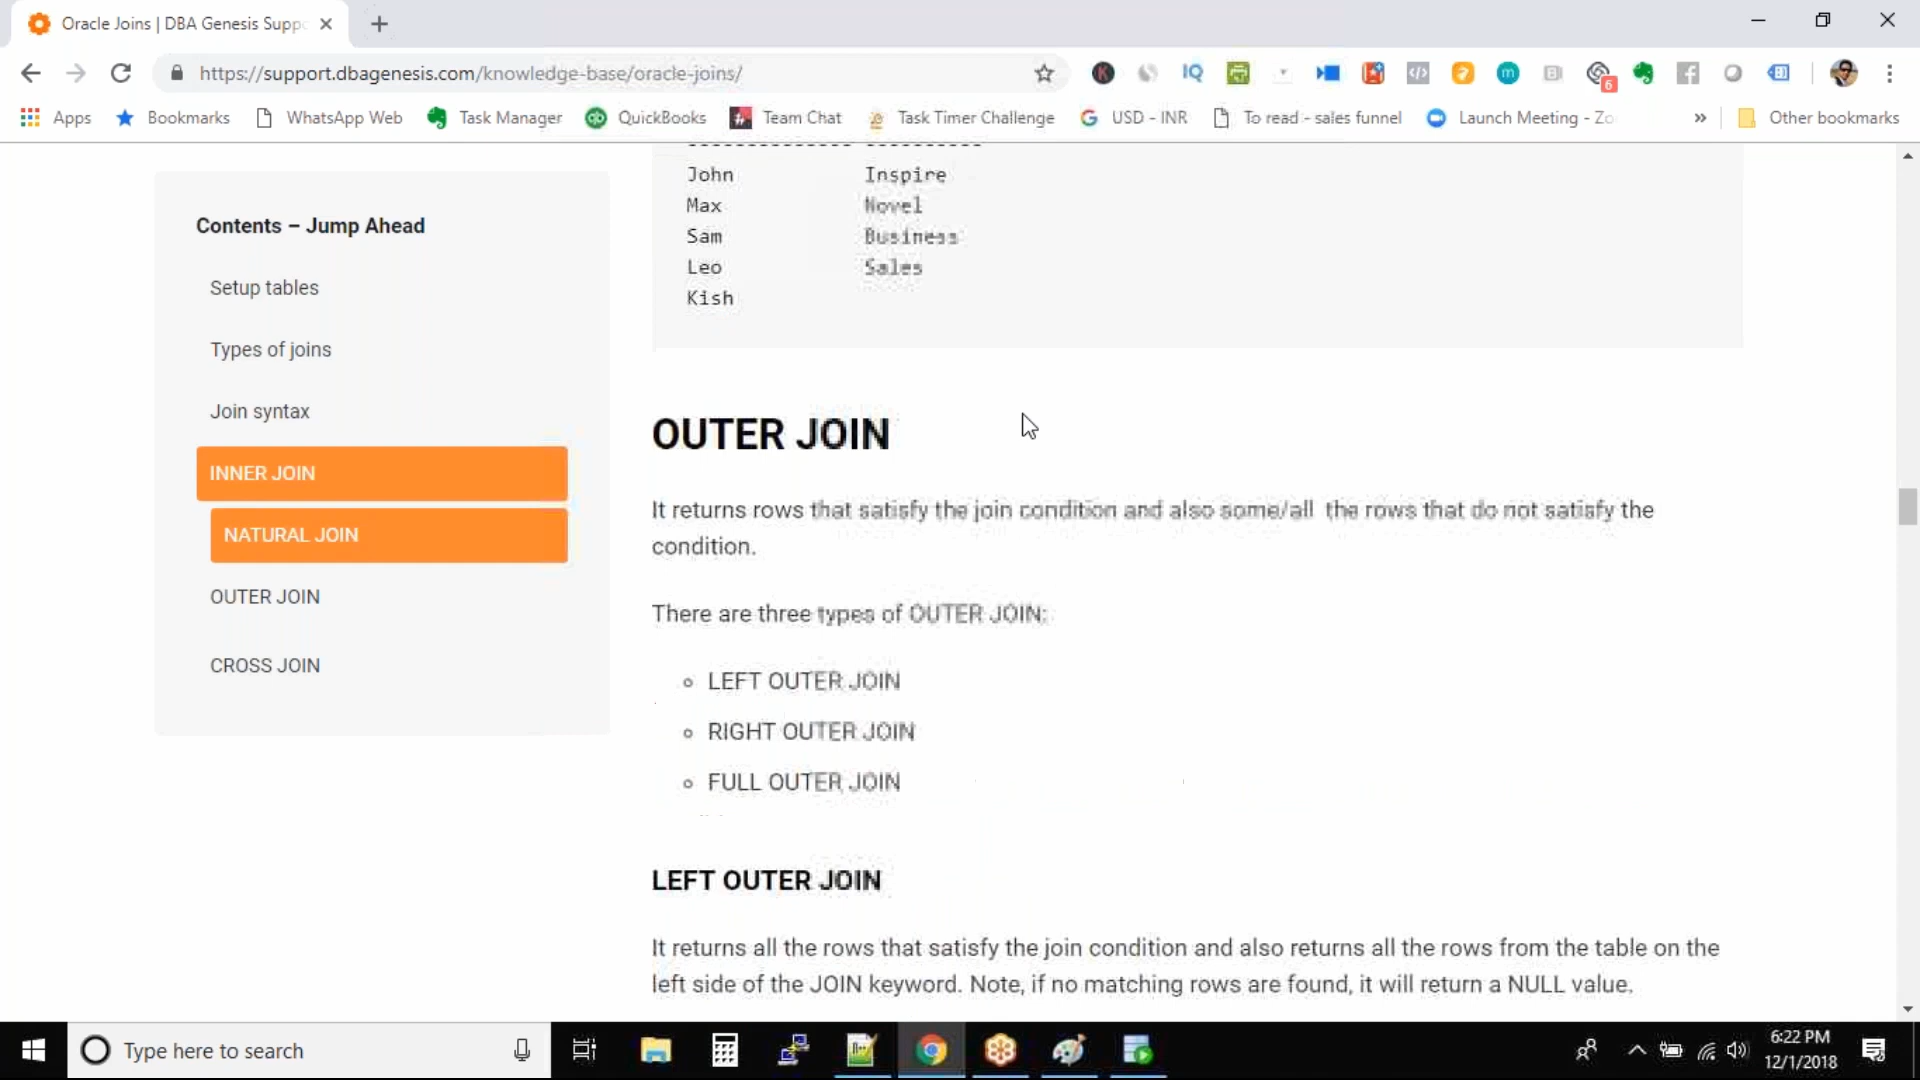 Oracle Joins | DBA Genesis Supp
https://support.dbagenesis.com/knowledge-base/oracle-joins/
Apps Bookmarks WhatsApp Web Task Manager QuickBooks Team Chat Task Timer Challenge USD - INR To read - sales funnel Launch Meeting - Zo » Other bookmarks
Contents – Jump Ahead
Setup tables
Types of joins
Join syntax
INNER JOIN
NATURAL JOIN
OUTER JOIN
CROSS JOIN
John Inspire
Max Novel
Sam Business
Leo Sales
Kish
OUTER JOIN
It returns rows that satisfy the join condition and also some/all the rows that do not satisfy the
condition.
There are three types of OUTER JOIN:
LEFT OUTER JOIN
RIGHT OUTER JOIN
FULL OUTER JOIN
LEFT OUTER JOIN
It returns all the rows that satisfy the join condition and also returns all the rows from the table on the
left side of the JOIN keyword. Note, if no matching rows are found, it will return a NULL value.
Type here to search
6:22 PM
12/1/2018